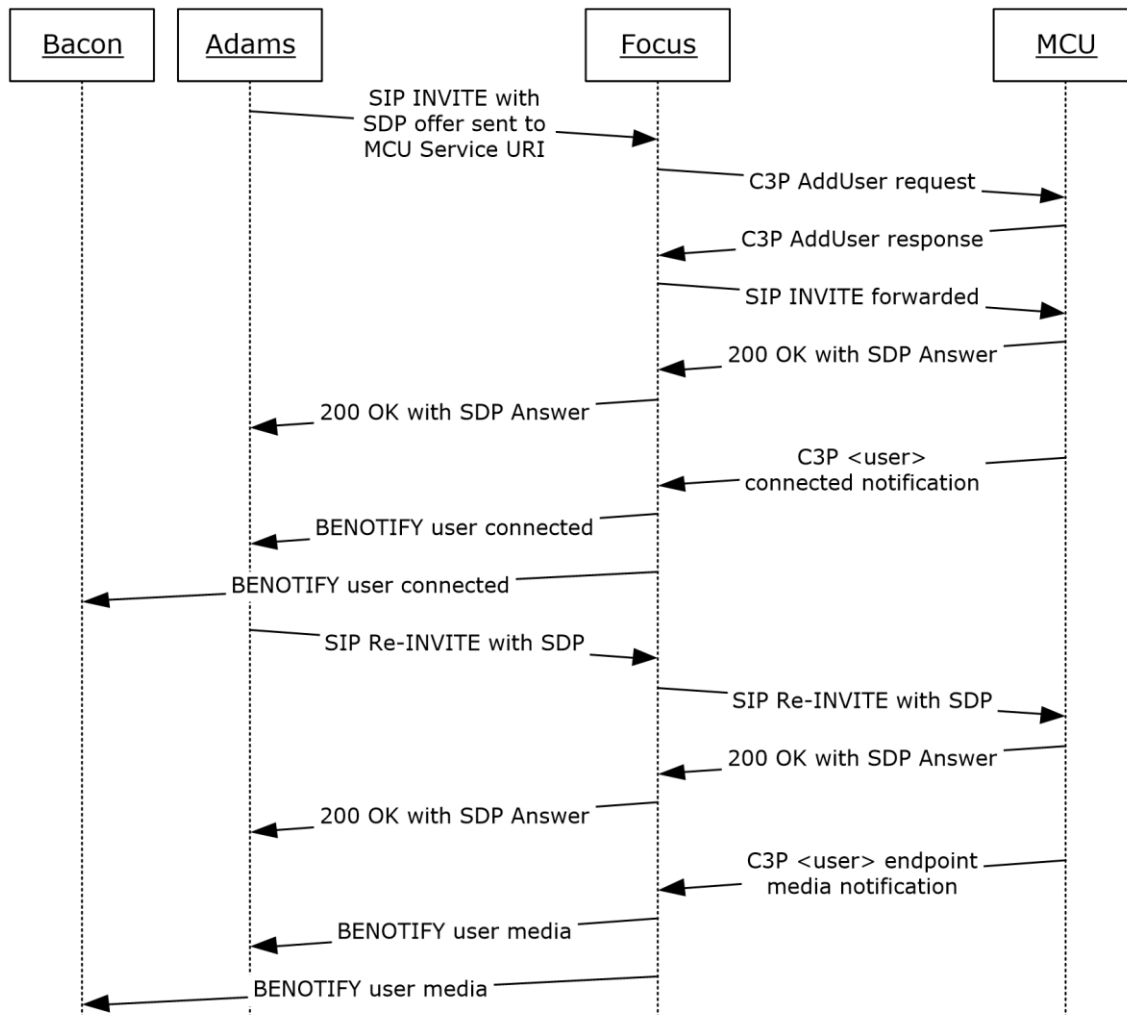 Bacon
Adams
Focus
MCU
SIP INVITE with
SDP offer sent to
MCU Service URI
C3P AddUser request
C3P AddUser response
SIP INVITE forwarded
200 OK with SDP Answer
200 OK with SDP Answer
C3P <user>
connected notification
BENOTIFY user connected
BENOTIFY user connected
SIP Re-INVITE with SDP
SIP Re-INVITE with SDP
200 OK with SDP Answer
200 OK with SDP Answer
C3P <user> endpoint
media notification
BENOTIFY user media
BENOTIFY user media